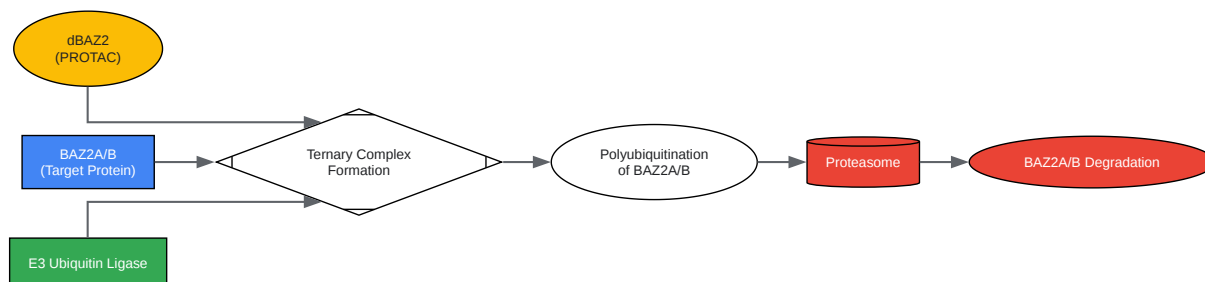 dBAZ2
(PROTAC)
BAZ2A/B
(Target Protein)
E3 Ubiquitin Ligase
Ternary Complex
Formation
Polyubiquitination
of BAZ2A/B
Proteasome
BAZ2A/B Degradation